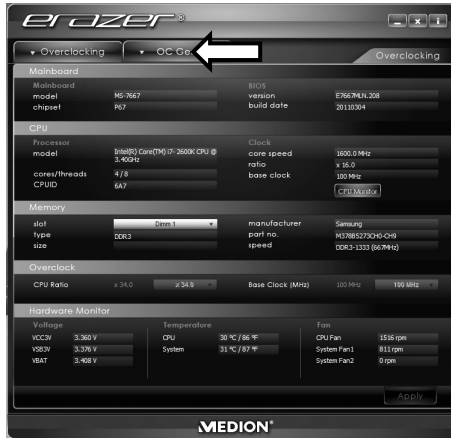 erazer®
Overclocking OC Ge
Overclocking
Mainboard
Mainboard BIOS
model MS-7667 version E7667MLN.208
chipset P67 build date 20110304
CPU
Processor Clock
model Intel(R) Core(TM) i7- 2600K CPU @ 3.40GHz core speed 1600.0 MHz
ratio x 16.0
cores/threads 4 / 8 base clock 100 MHz
CPUID 6A7 CPU Monitor
Memory
slot Dimm 1 manufacturer Samsung
type DDR3 part no. M378B5273CH0-CH9
size speed DDR3-1333 (667MHz)
Overclock
CPU Ratio x 34.0 x 34.0 Base Clock (MHz) 100 MHz 100 MHz
Hardware Monitor
Voltage Temperature Fan
VCC3V 3.360 V CPU 30 ºC / 86 ºF CPU Fan 1516 rpm
VSB3V 3.376 V System 31 ºC / 87 ºF System Fan1 811 rpm
VBAT 3.408 V System Fan2 0 rpm
Apply
MEDION®